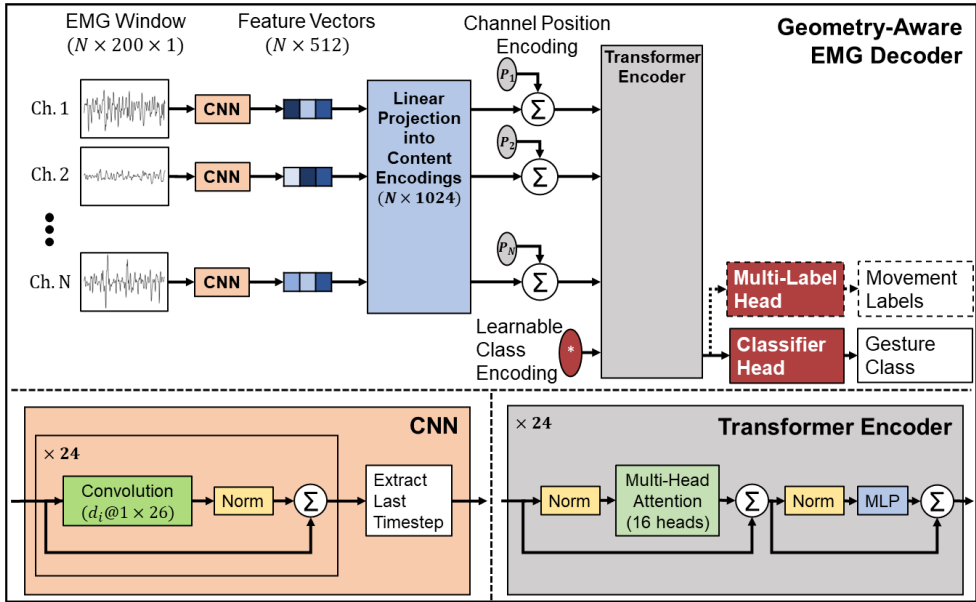 EMG Window
(N × 200 × 1)
Feature Vectors
(N × 512)
Channel Position
Encoding
Geometry-Aware
EMG Decoder
Transformer
Encoder
Ch. 1
CNN
Linear
Projection
into
Content
Encodings
(N × 1024)
P₁
Σ
Ch. 2
CNN
P₂
Σ
Ch. N
CNN
P_N
Σ
Multi-Label
Head
Movement
Labels
Learnable
Class
Encoding
*
Classifier
Head
Gesture
Class
CNN
× 24
Convolution
(dᵢ@1 × 26)
Norm
Σ
Extract
Last
Timestep
× 24
Transformer Encoder
Norm
Multi-Head
Attention
(16 heads)
Σ
Norm
MLP
Σ